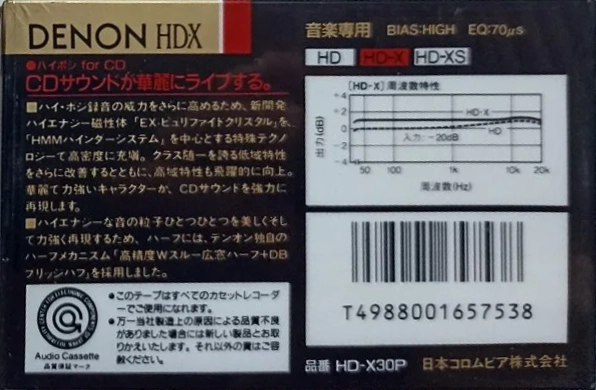 DENON HD-X
●ハイポジ for CD
CDサウンドが華麗にライブする。
■ハイ・ポジ録音の威力をさらに高めるため、新開発
ハイエナジー磁性体「EX-ピュリファイトクリスタル」を、
「HMMハインターシステム」を中心とする特殊テクノ
ロジーで高密度に充塡。クラス随一を誇る低域特性
をさらに改善するとともに、高域特性も飛躍的に向上。
華麗で力強いキャラクターが、CDサウンドを強力に
再現します。
■ハイエナジーな音の粒子ひとつひとつを美しくそし
て力強く再現するため、ハーフには、デンオン独自の
ハーフメカニズム「高精度Wスルー広窓ハーフ+DB
フリッジハブ」を採用しました。
FOR ELECTRONIC COMPONENTS
Audio Cassette
品質保証マーク
●このテープはすべてのカセットレコーダ
ーでご使用になれます。
●万一当社製造上の原因による品質不良
がありました場合には新しい製品とお取
りかえいたします。それ以外の責はご容
赦ください。
音楽専用 BIAS:HIGH EQ:70μs
HD HD-X HD-XS
〔HD-X〕周波数特性
出力(dB)
+4
+2
0
-2
-4
HD-X
HD
入力:-20dB
50 100 1k 10k 20k
周波数(Hz)
T4988001657538
品番 HD-X30P 日本コロムビア株式会社